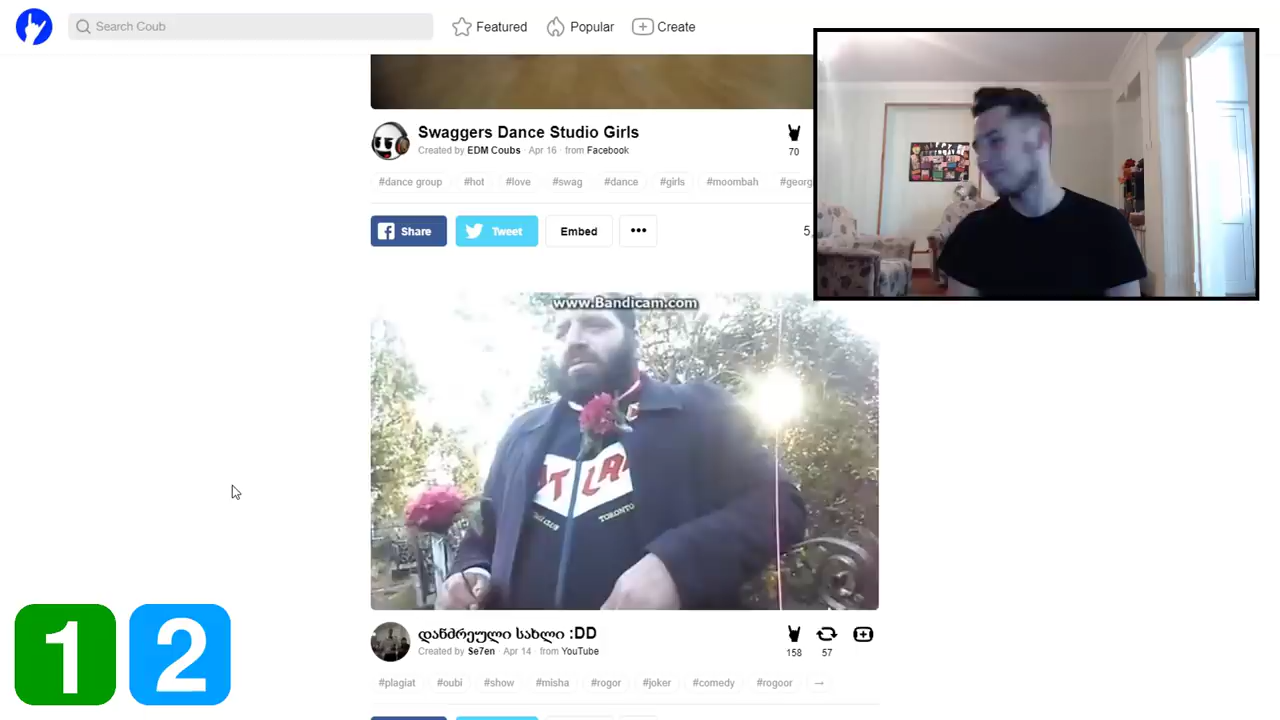 Search Coub
Featured
Popular
Create
Swaggers Dance Studio Girls
Created by EDM Coubs · Apr 16 · from Facebook
70
#dance group #hot #love #swag #dance #girls #moombah #georg
Share
Tweet
Embed
•••
5,
www.Bandicam.com
TORONTO
დანძრეული სახლი :DD
Created by Se7en · Apr 14 · from YouTube
158
57
#plagiat #oubi #show #misha #rogor #joker #comedy #rogoor →
1 2